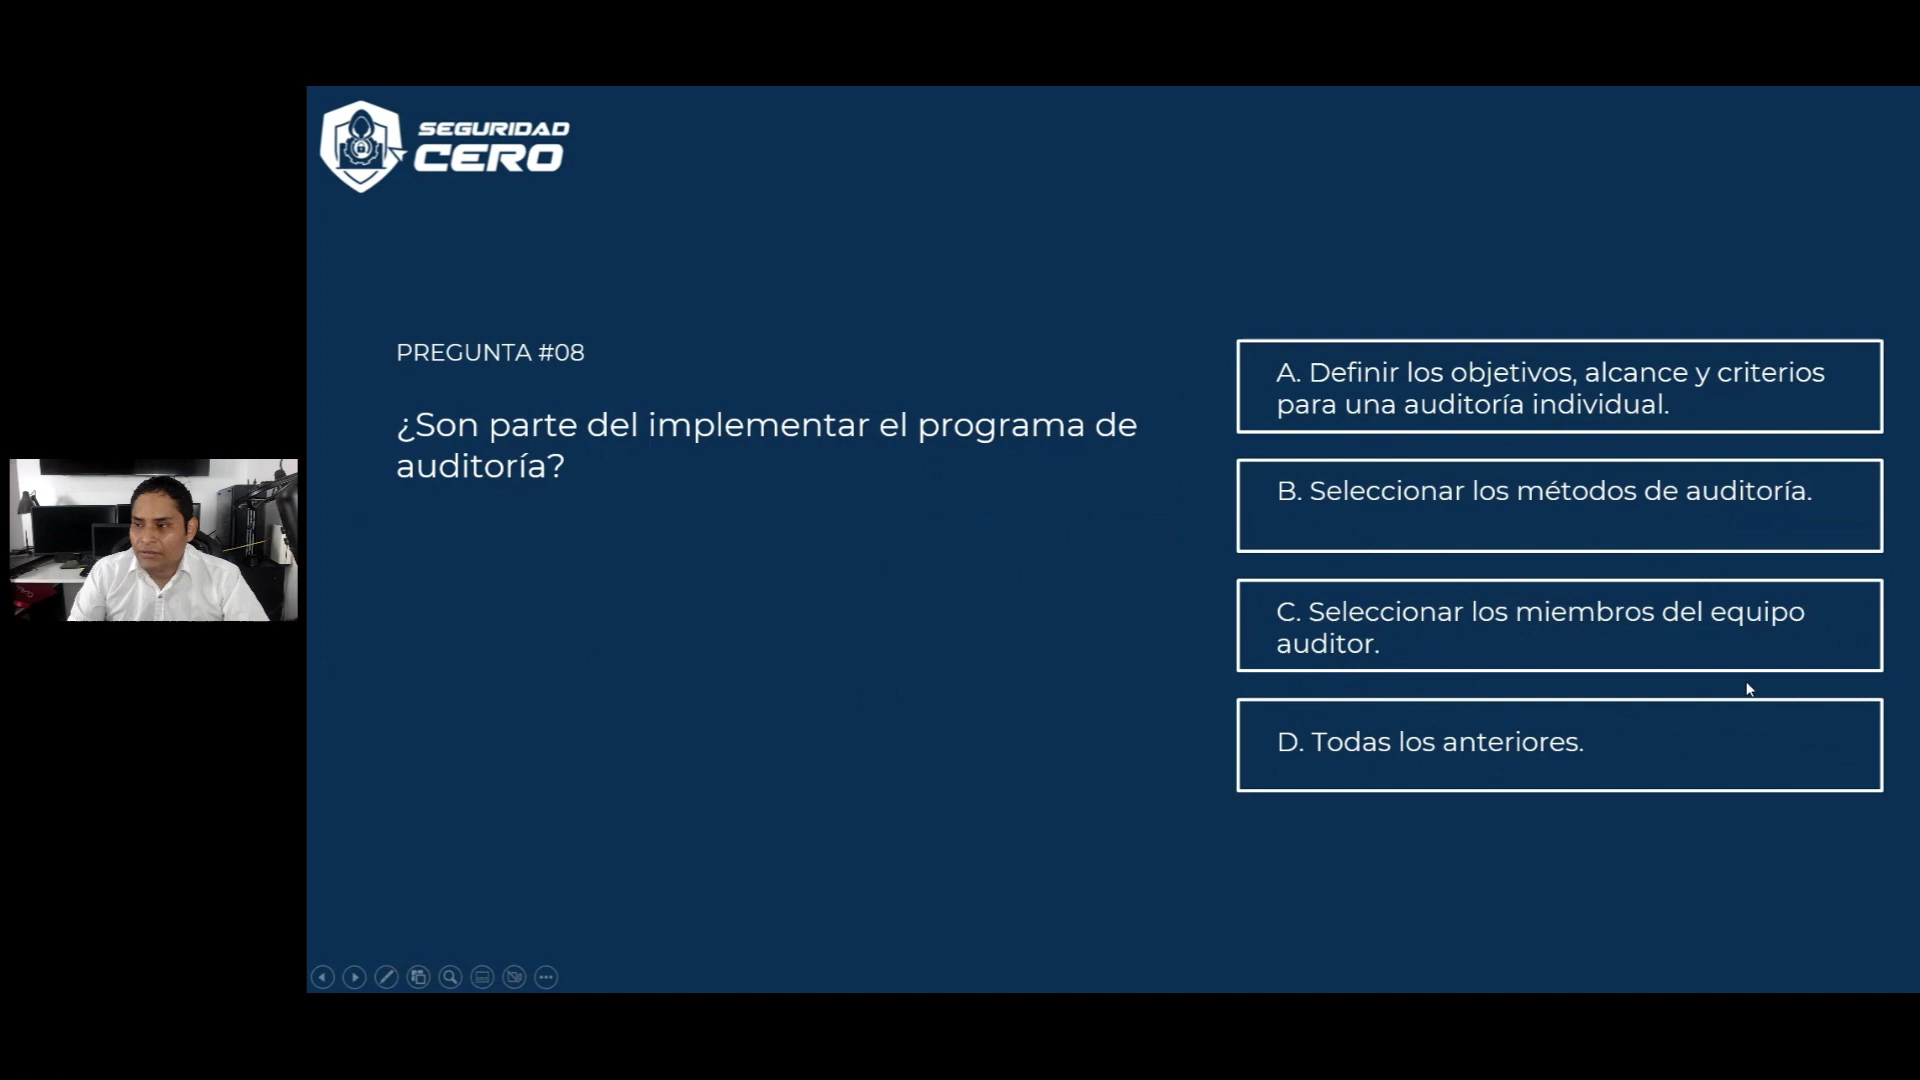 SEGURIDAD
CERO
PREGUNTA #08
¿Son parte del implementar el programa de
auditoría?
A. Definir los objetivos, alcance y criterios
para una auditoría individual.
B. Seleccionar los métodos de auditoría.
C. Seleccionar los miembros del equipo
auditor.
D. Todas los anteriores.